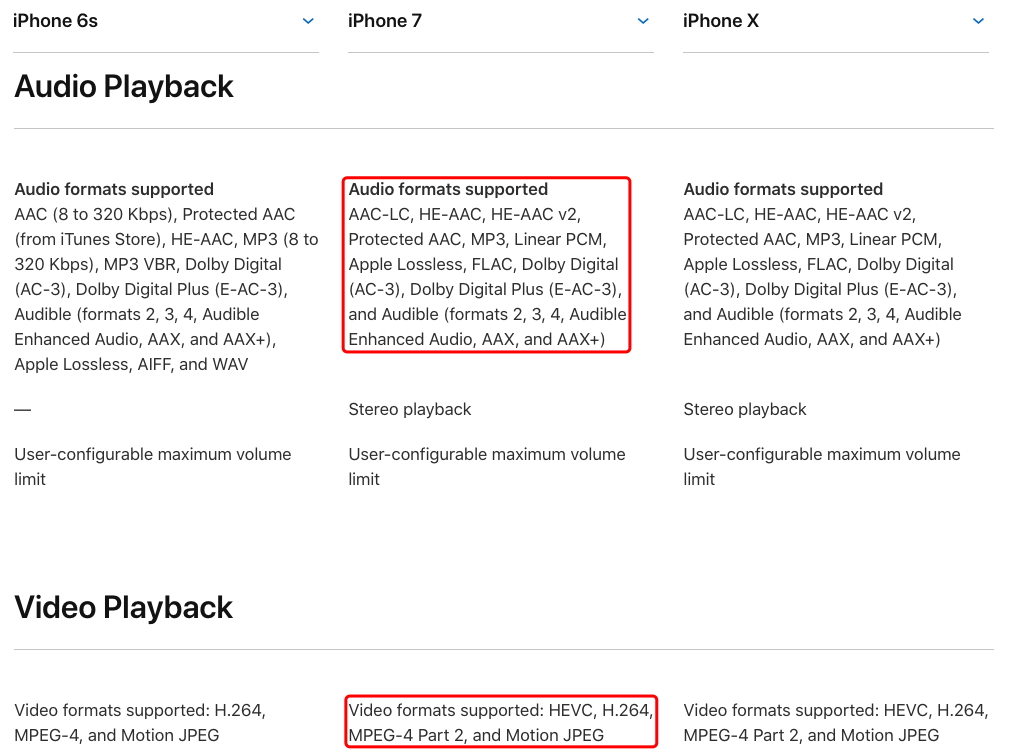 iPhone 6s
iPhone 7
iPhone X
Audio Playback
Audio formats supported
AAC (8 to 320 Kbps), Protected AAC
(from iTunes Store), HE-AAC, MP3 (8 to
320 Kbps), MP3 VBR, Dolby Digital
(AC-3), Dolby Digital Plus (E-AC-3),
Audible (formats 2, 3, 4, Audible
Enhanced Audio, AAX, and AAX+),
Apple Lossless, AIFF, and WAV
—
User-configurable maximum volume
limit
Audio formats supported
AAC-LC, HE-AAC, HE-AAC v2,
Protected AAC, MP3, Linear PCM,
Apple Lossless, FLAC, Dolby Digital
(AC-3), Dolby Digital Plus (E-AC-3),
and Audible (formats 2, 3, 4, Audible
Enhanced Audio, AAX, and AAX+)
Stereo playback
User-configurable maximum volume
limit
Audio formats supported
AAC-LC, HE-AAC, HE-AAC v2,
Protected AAC, MP3, Linear PCM,
Apple Lossless, FLAC, Dolby Digital
(AC-3), Dolby Digital Plus (E-AC-3),
and Audible (formats 2, 3, 4, Audible
Enhanced Audio, AAX, and AAX+)
Stereo playback
User-configurable maximum volume
limit
Video Playback
Video formats supported: H.264,
MPEG-4, and Motion JPEG
Video formats supported: HEVC, H.264,
MPEG-4 Part 2, and Motion JPEG
Video formats supported: HEVC, H.264,
MPEG-4 Part 2, and Motion JPEG